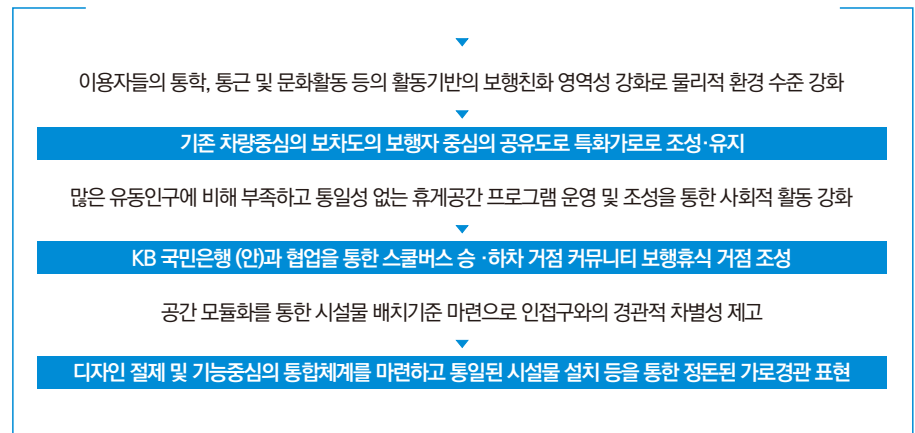 이용자들의 통학, 통근 및 문화활동 등의 활동기반의 보행친화 영역성 강화로 물리적 환경 수준 강화
기존 차량중심의 보차도의 보행자 중심의 공유도로 특화가로로 조성·유지
많은 유동인구에 비해 부족하고 통일성 없는 휴게공간 프로그램 운영 및 조성을 통한 사회적 활동 강화
KB 국민은행 (안)과 협업을 통한 스쿨버스 승 ·하차 거점 커뮤니티 보행휴식 거점 조성
공간 모듈화를 통한 시설물 배치기준 마련으로 인접구와의 경관적 차별성 제고
디자인 절제 및 기능중심의 통합체계를 마련하고 통일된 시설물 설치 등을 통한 정돈된 가로경관 표현